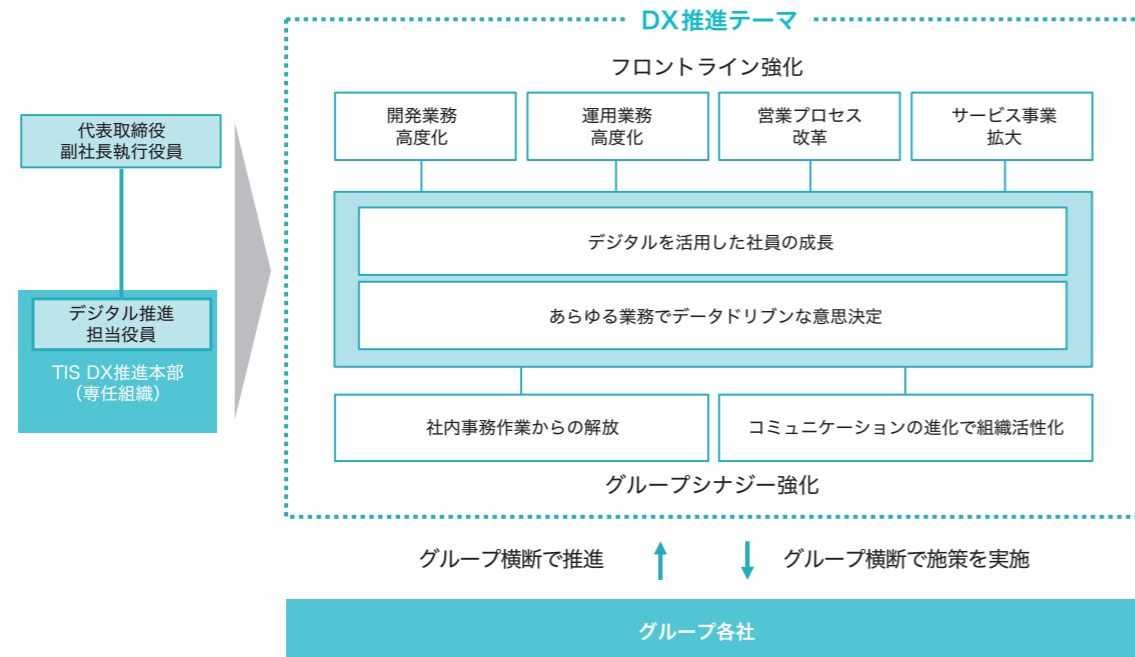 DX推進テーマ
フロントライン強化
代表取締役
副社長執行役員
デジタル推進
担当役員
TIS DX推進本部
（専任組織）
開発業務
高度化
運用業務
高度化
営業プロセス
改革
サービス事業
拡大
デジタルを活用した社員の成長
あらゆる業務でデータドリブンな意思決定
社内事務作業からの解放
コミュニケーションの進化で組織活性化
グループシナジー強化
グループ横断で推進
グループ横断で施策を実施
グループ各社